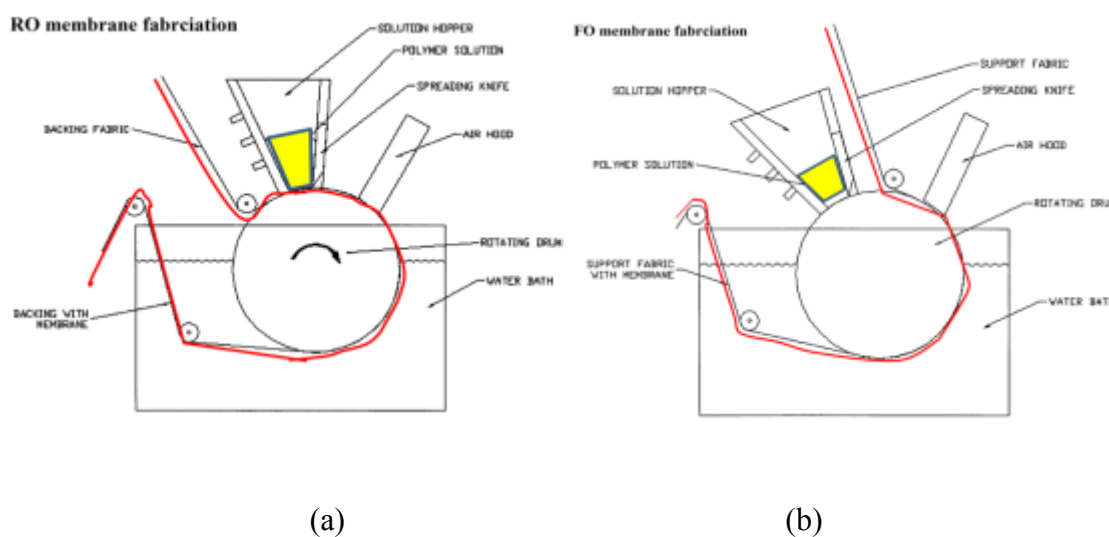 RO membrane fabrciation
SOLUTION HOPPER
POLYMER SOLUTION
SPREADING KNIFE
BACKING FABRIC
AIR HOOD
ROTATING DRUM
WATER BATH
BACKING WITH
MEMBRANE
(a)
FO membrane fabrciation
SUPPORT FABRIC
SOLUTION HOPPER
SPREADING KNIFE
AIR HOOD
POLYMER SOLUTION
ROTATING DRUM
SUPPORT FABRIC
WITH MEMBRANE
WATER BATH
(b)